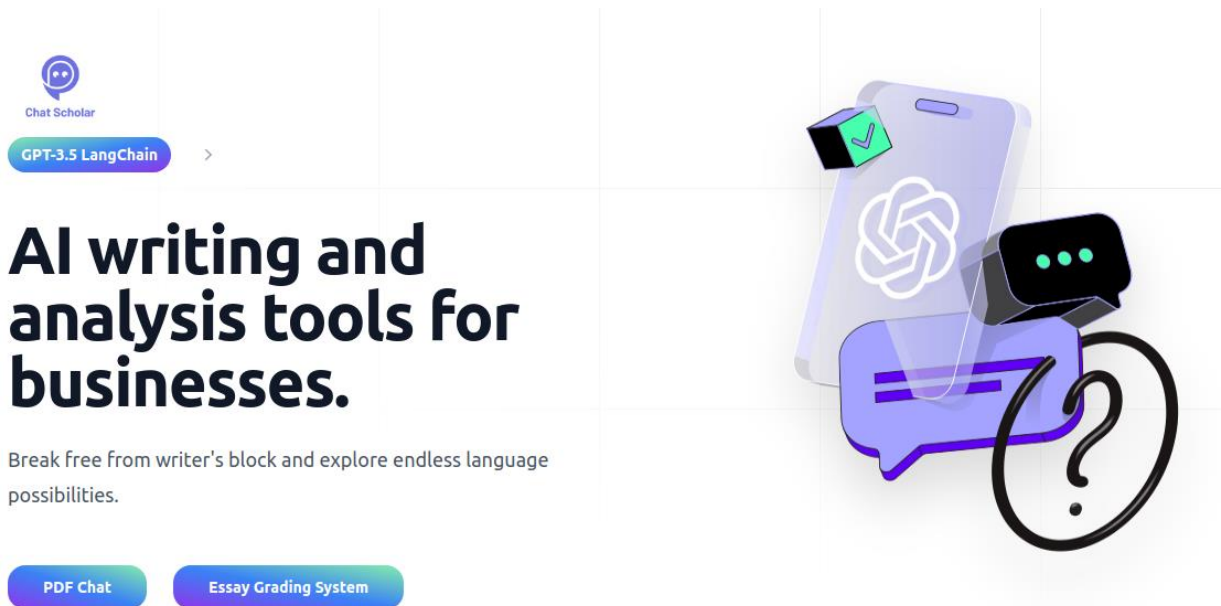 Chat Scholar
GPT-3.5 LangChain
AI writing and
analysis tools for
businesses.
Break free from writer's block and explore endless language
possibilities.
PDF Chat
Essay Grading System